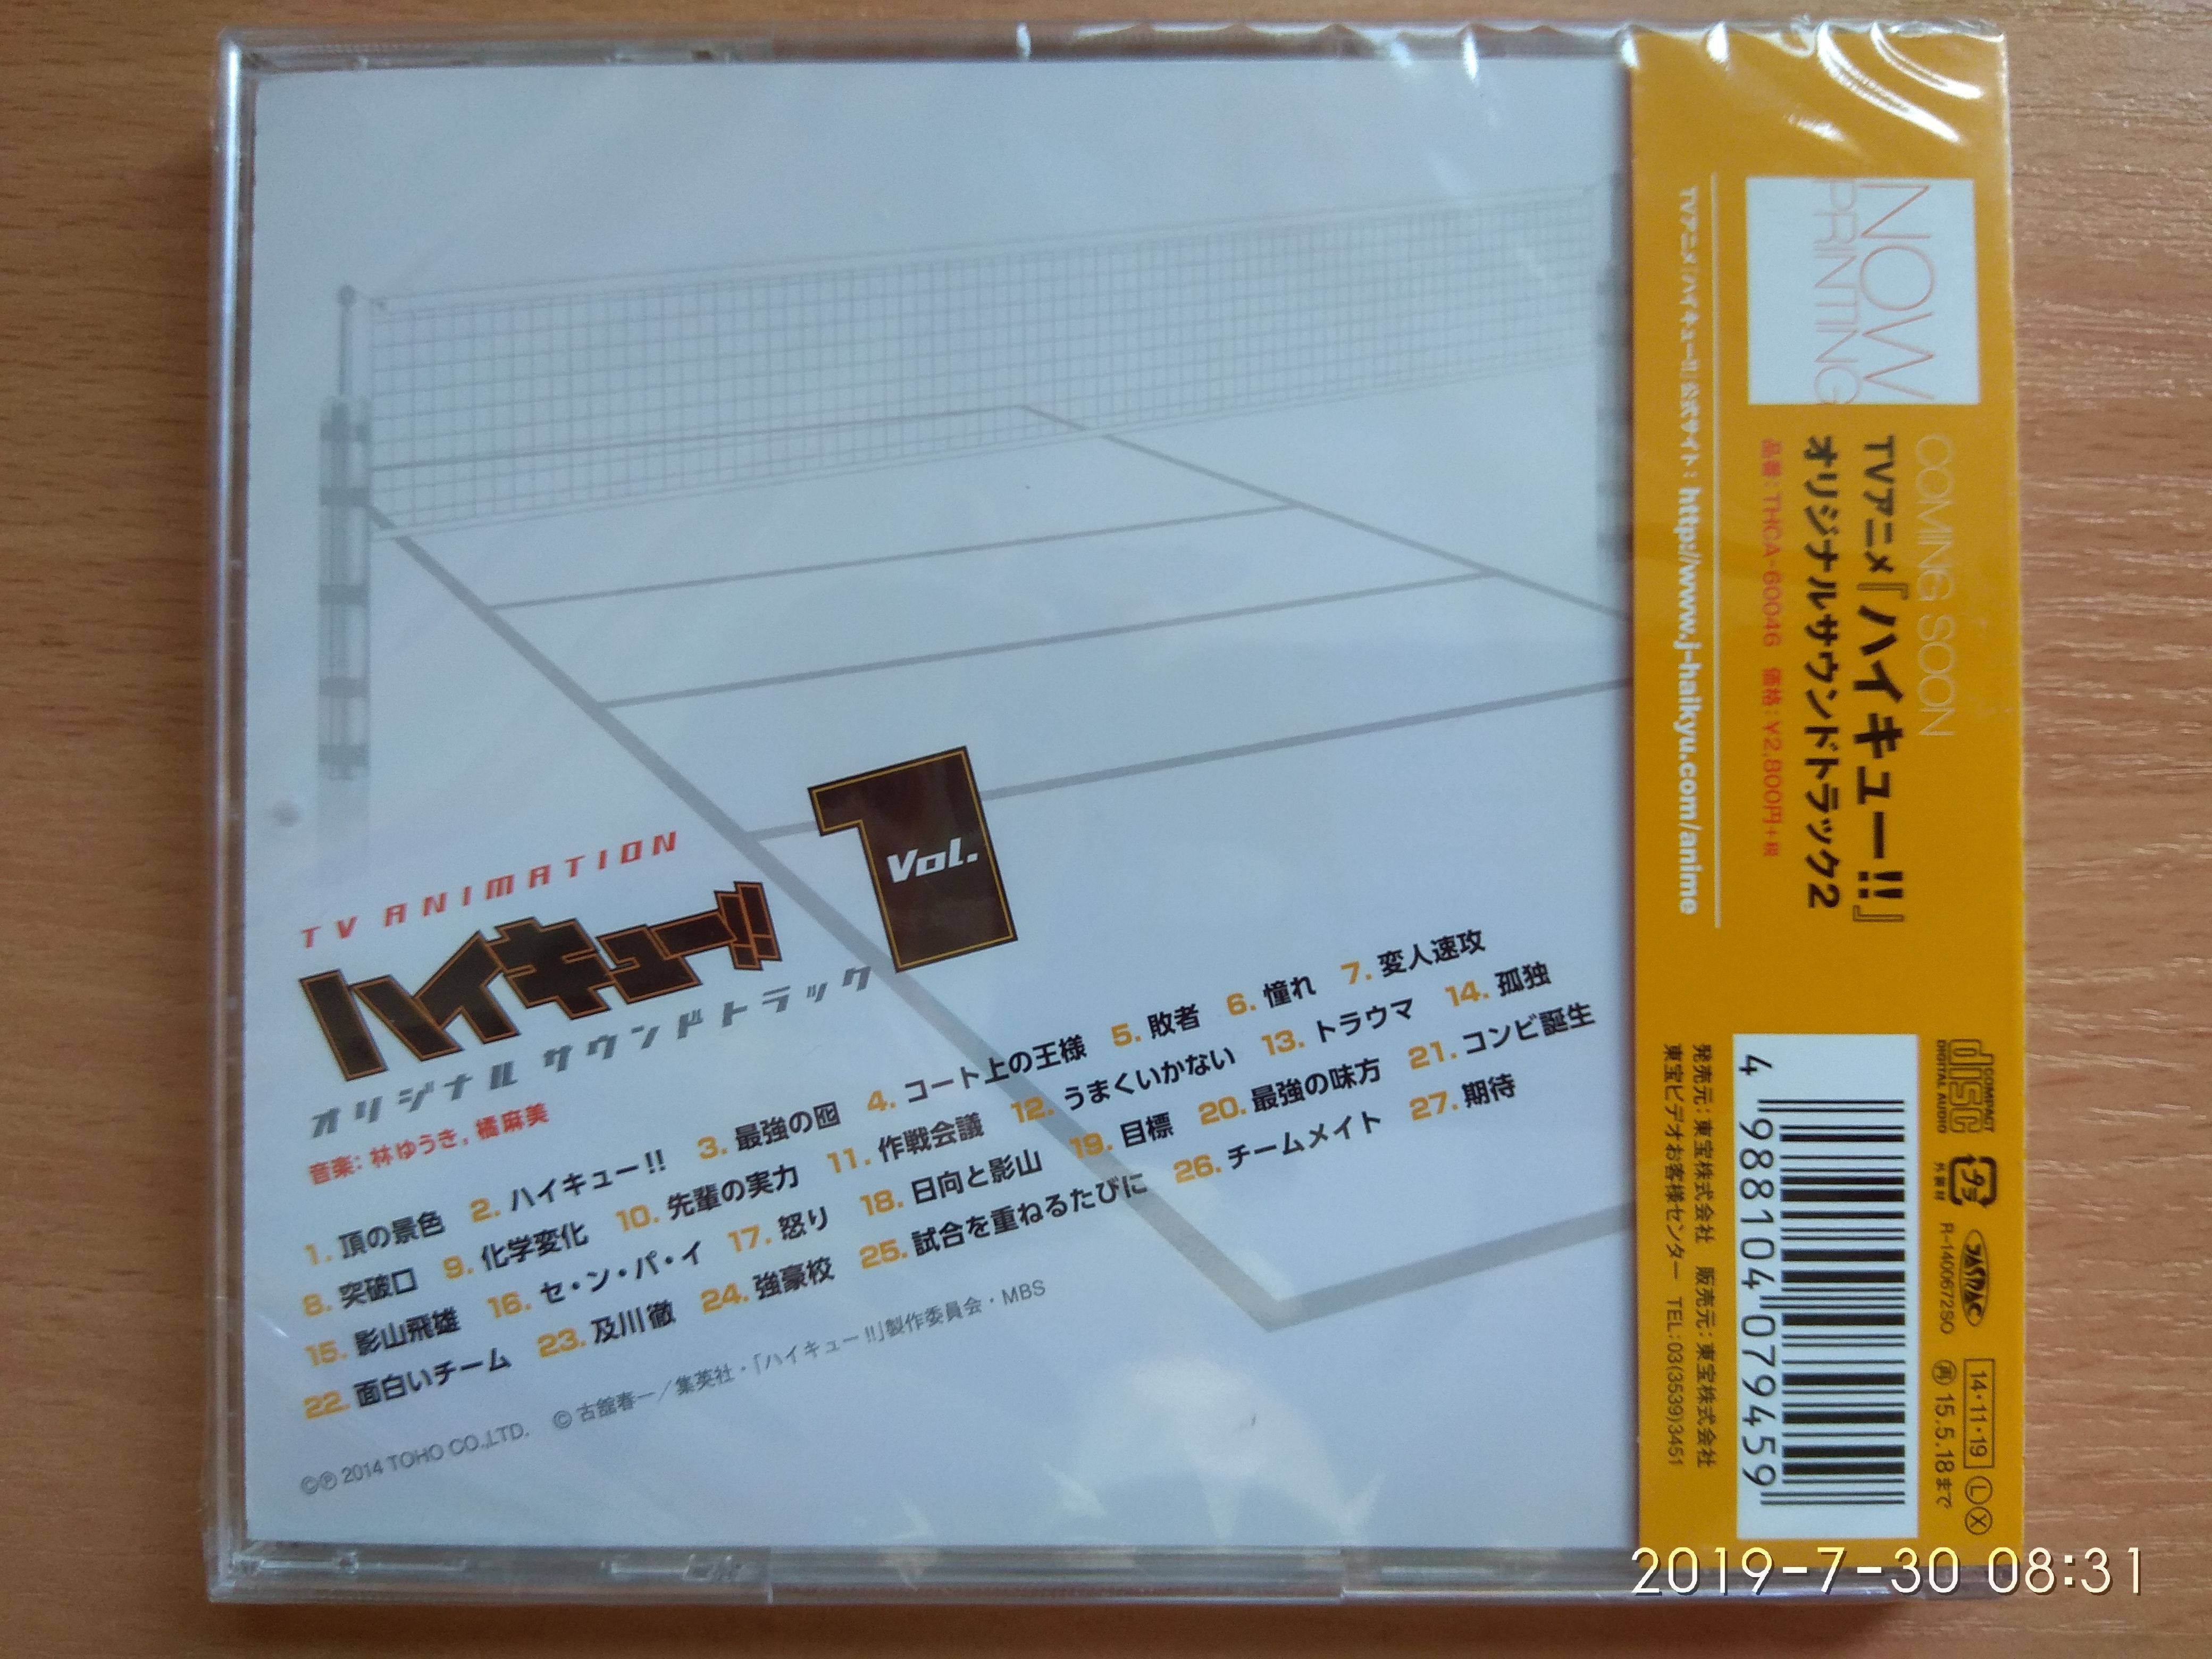 TV ANIMATION
ハイキュー!!
オリジナル サウンドトラック
1
Vol.
音楽：林ゆうき，橘麻美
1. 頂の景色 2. ハイキュー!! 3. 最強の囮 4. コート上の王様 5. 敗者 6. 憧れ 7. 変人速攻
8. 突破口 9. 化学変化 10. 先輩の実力 11. 作戦会議 12. うまくいかない 13. トラウマ 14. 孤独
15. 影山飛雄 16. セ・ン・パ・イ 17. 怒り 18. 日向と影山 19. 目標 20. 最強の味方 21. コンビ誕生
22. 面白いチーム 23. 及川 徹 24. 強豪校 25. 試合を重ねるたびに 26. チームメイト 27. 期待
©℗ 2014 TOHO CO.,LTD. ©古舘春一／集英社・「ハイキュー!!」製作委員会・MBS
NOW
PRINTING
COMING SOON
TVアニメ『ハイキュー!!』
オリジナルサウンドトラック2
品番：THCA-60046 価格：¥2,800円+税
TVアニメ『ハイキュー!!』公式サイト：http://www.j-haikyu.com/anime
COMPACT
disc
DIGITAL AUDIO
プラ
外装材
JASRAC
R-1400672SO
14・11・19 Ⓛ Ⓧ
再 15.5.18まで
4 988104 079459
発売元：東宝株式会社 販売元：東宝株式会社
東宝ビデオお客様センター TEL：03(3539)3451
2019-7-30 08:31